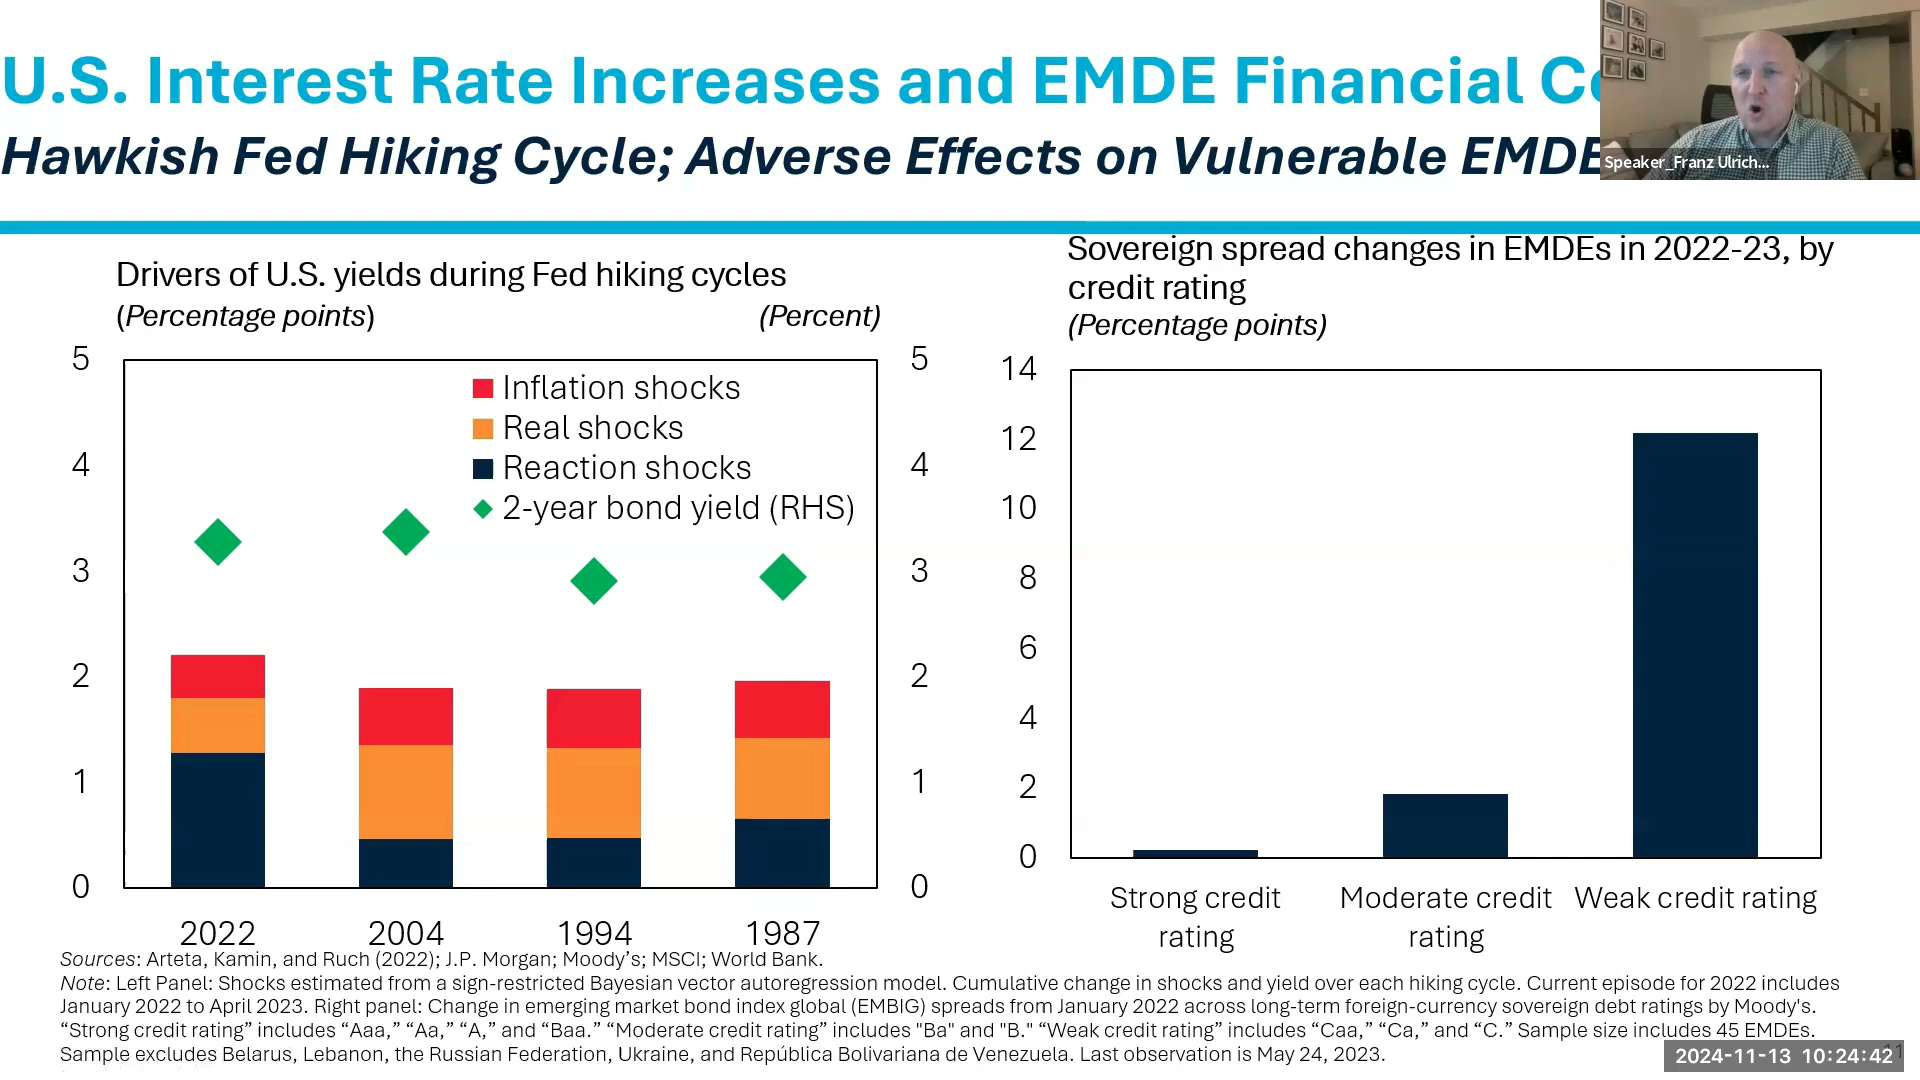 U.S. Interest Rate Increases and EMDE Financial
Hawkish Fed Hiking Cycle; Adverse Effects on Vulnerable EMDE
Speaker_Franz Ulrich...
Drivers of U.S. yields during Fed hiking cycles
(Percentage points) (Percent)
5 5
4 4
3 3
2 2
1 1
0 0
Inflation shocks
Real shocks
Reaction shocks
2-year bond yield (RHS)
2022 2004 1994 1987
Sovereign spread changes in EMDEs in 2022-23, by
credit rating
(Percentage points)
14
12
10
8
6
4
2
0
Strong credit Moderate credit Weak credit rating
rating rating
Sources: Arteta, Kamin, and Ruch (2022); J.P. Morgan; Moody's; MSCI; World Bank.
Note: Left Panel: Shocks estimated from a sign-restricted Bayesian vector autoregression model. Cumulative change in shocks and yield over each hiking cycle. Current episode for 2022 includes
January 2022 to April 2023. Right panel: Change in emerging market bond index global (EMBIG) spreads from January 2022 across long-term foreign-currency sovereign debt ratings by Moody's.
“Strong credit rating” includes “Aaa,” “Aa,” “A,” and “Baa.” “Moderate credit rating” includes "Ba" and "B." “Weak credit rating” includes “Caa,” “Ca,” and “C.” Sample size includes 45 EMDEs.
Sample excludes Belarus, Lebanon, the Russian Federation, Ukraine, and República Bolivariana de Venezuela. Last observation is May 24, 2023.
2024-11-13 10:24:42